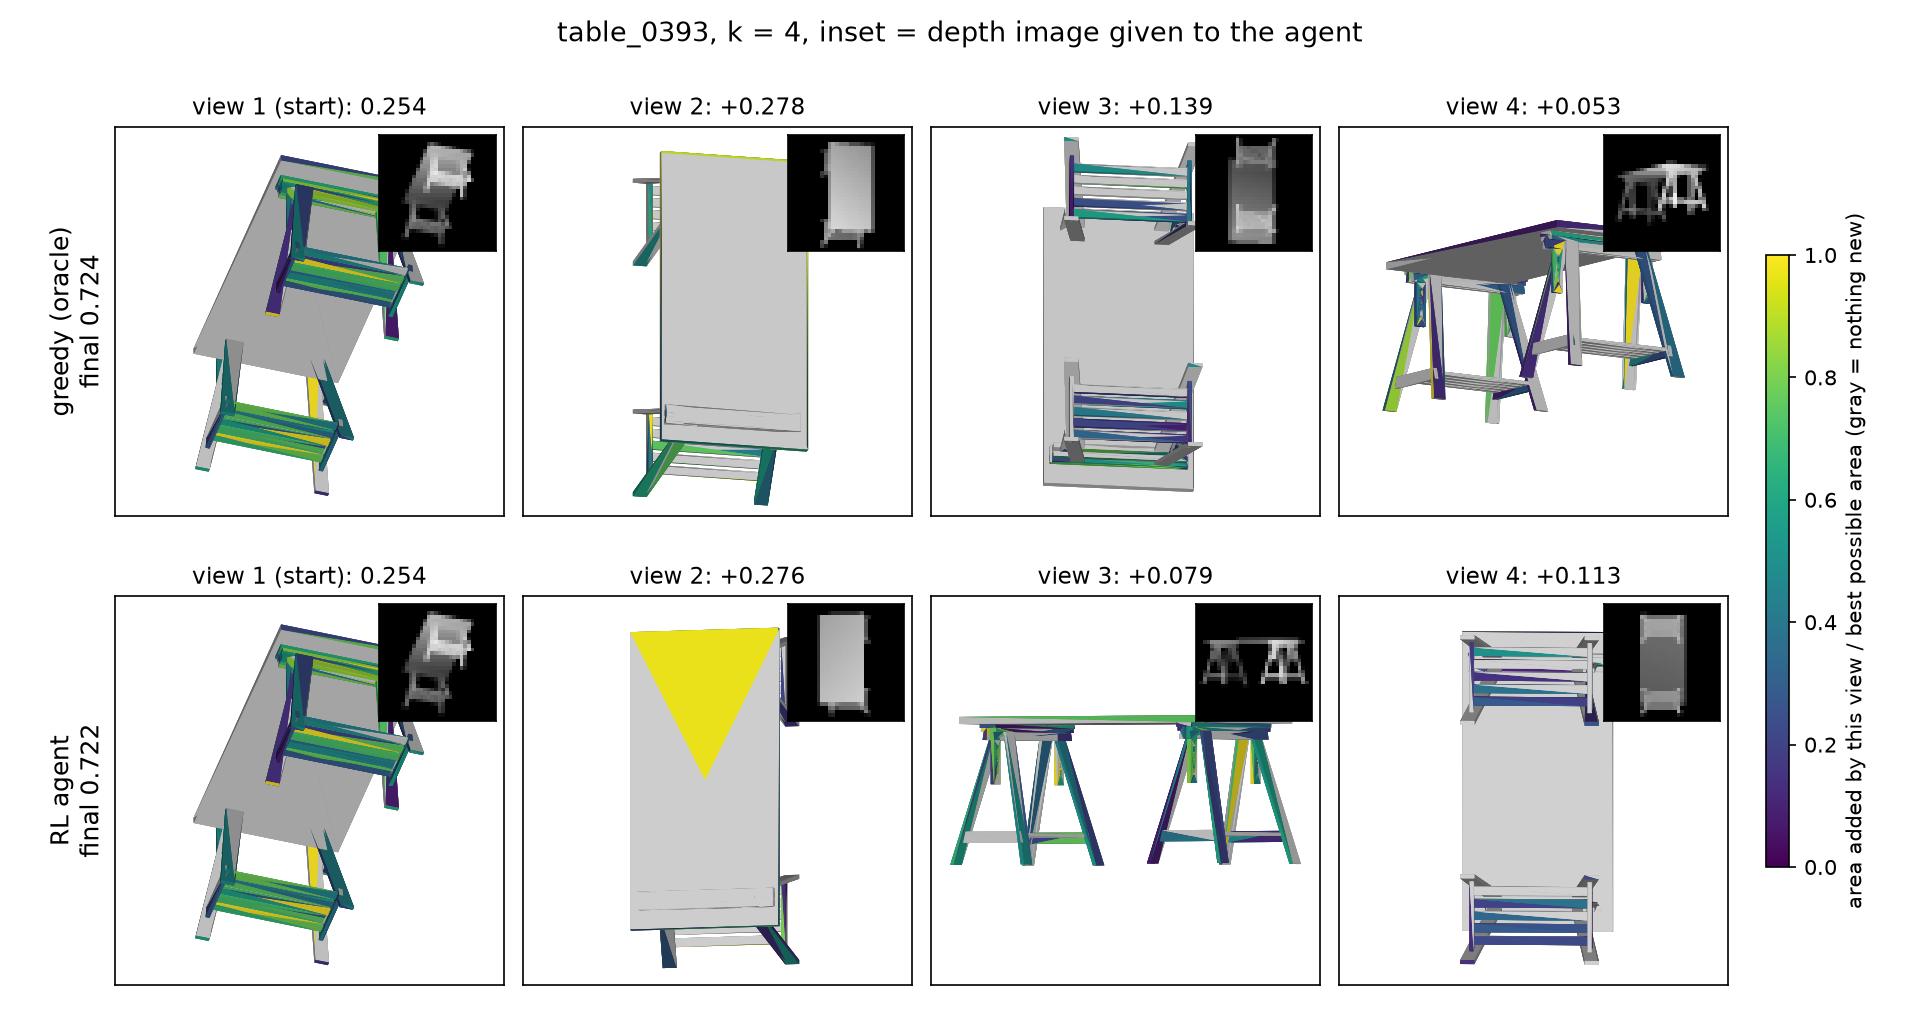 table_0393, k = 4, inset = depth image given to the agent
view 1 (start): 0.254
view 2: +0.278
view 3: +0.139
view 4: +0.053
greedy (oracle)
final 0.724
view 1 (start): 0.254
view 2: +0.276
view 3: +0.079
view 4: +0.113
RL agent
final 0.722
1.0
0.8
0.6
0.4
0.2
0.0
area added by this view / best possible area (gray = nothing new)